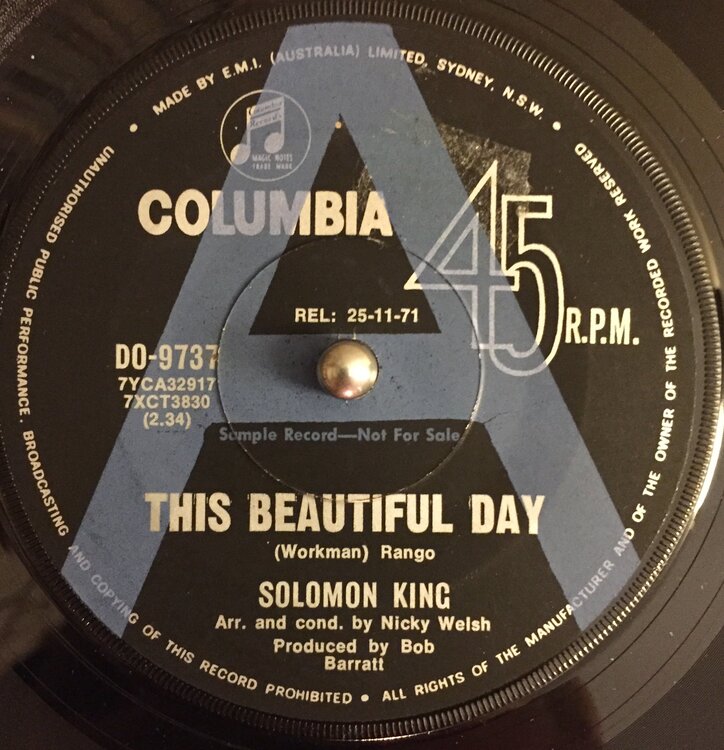 MADE BY E.M.I. (AUSTRALIA) LIMITED, SYDNEY, N.S.W.
Columbia
Records
MAGIC NOTES
TRADE MARK
COLUMBIA
45
R.P.M.
REL: 25-11-71
DO-9737
7YCA32917
7XCT3830
(2.34)
Sample Record—Not For Sale
A
THIS BEAUTIFUL DAY
(Workman) Rango
SOLOMON KING
Arr. and cond. by Nicky Welsh
Produced by Bob
Barratt
UNAUTHORISED PUBLIC PERFORMANCE, BROADCASTING AND COPYING OF THIS RECORD PROHIBITED • ALL RIGHTS OF THE MANUFACTURER AND OF THE OWNER OF THE RECORDED WORK RESERVED